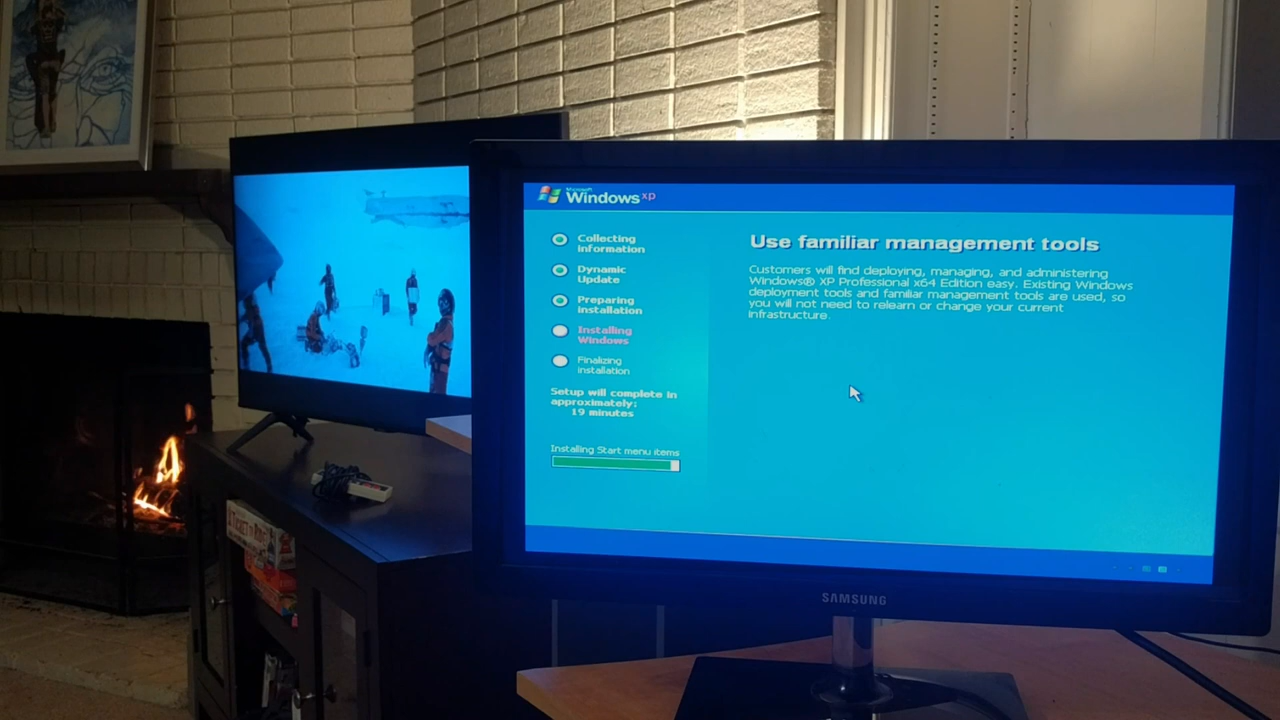 Microsoft
Windows xp
Collecting
information
Dynamic
Update
Preparing
installation
Installing
Windows
Finalizing
installation
Setup will complete in
approximately:
19 minutes
Installing Start menu items
Use familiar management tools
Customers will find deploying, managing, and administering
Windows® XP Professional x64 Edition easy. Existing Windows
deployment tools and familiar management tools are used, so
you will not need to relearn or change your current
infrastructure.
SAMSUNG
TICKET TO RIDE